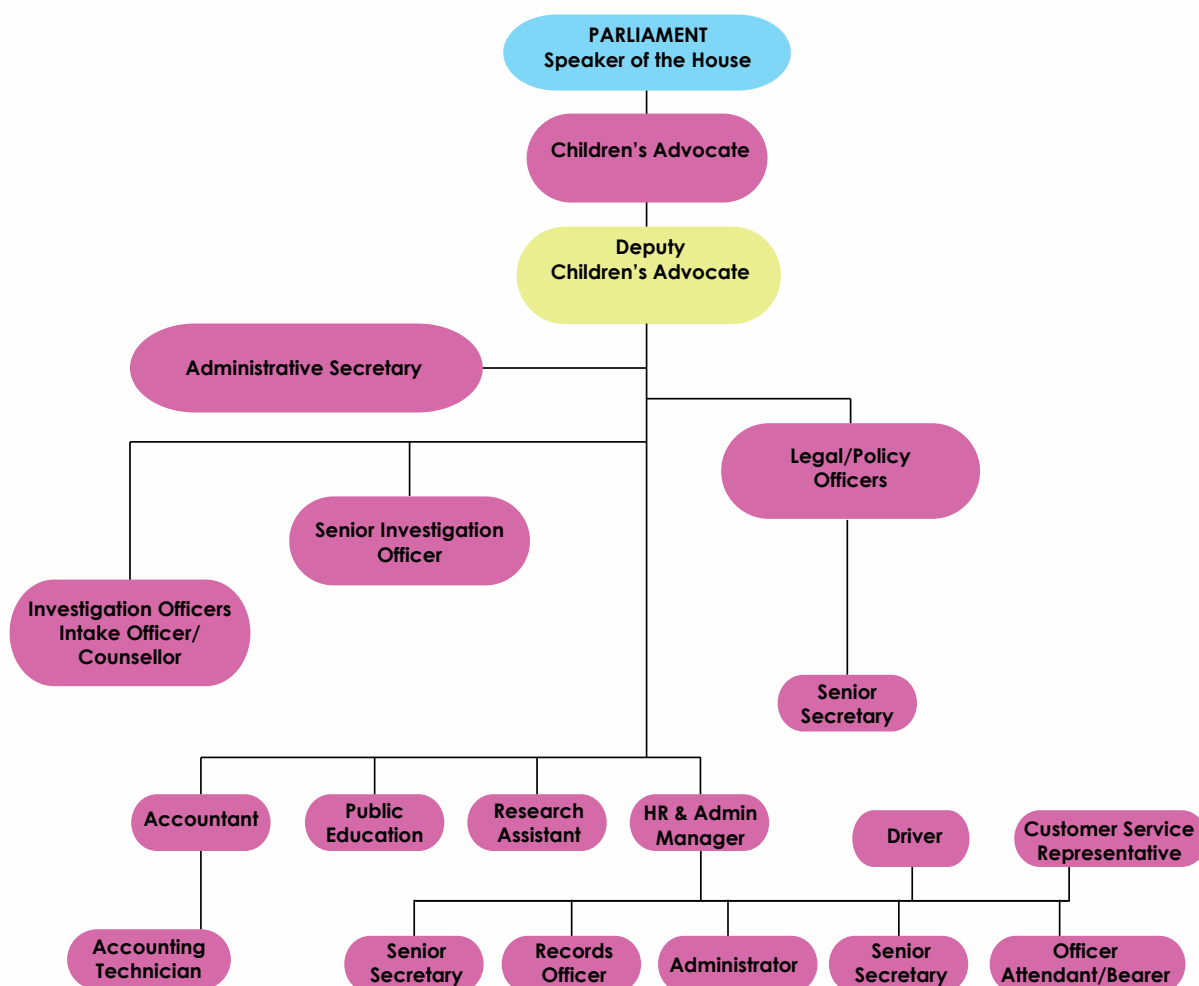 PARLIAMENT
Speaker of the House
Children’s Advocate
Deputy
Children’s Advocate
Administrative Secretary
Legal/Policy
Officers
Senior Investigation
Officer
Investigation Officers
Intake Officer/
Counsellor
Senior
Secretary
Accountant
Public
Education
Research
Assistant
HR & Admin
Manager
Driver
Customer Service
Representative
Accounting
Technician
Senior
Secretary
Records
Officer
Administrator
Senior
Secretary
Officer
Attendant/Bearer